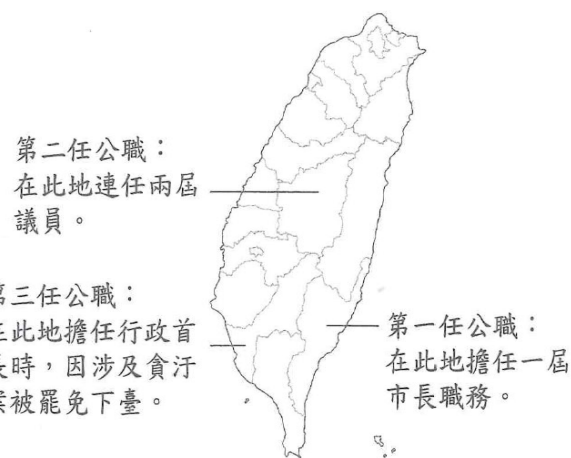 第二任公職：
在此地連任兩屆
議員。
三任公職：
此地擔任行政首
時，因涉及貪汙
被罷免下臺。
第一任公職：
在此地擔任一屆
市長職務。